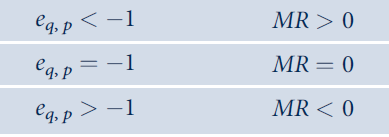 e_{q, p} < −1 MR > 0
e_{q, p} = −1 MR = 0
e_{q, p} > −1 MR < 0